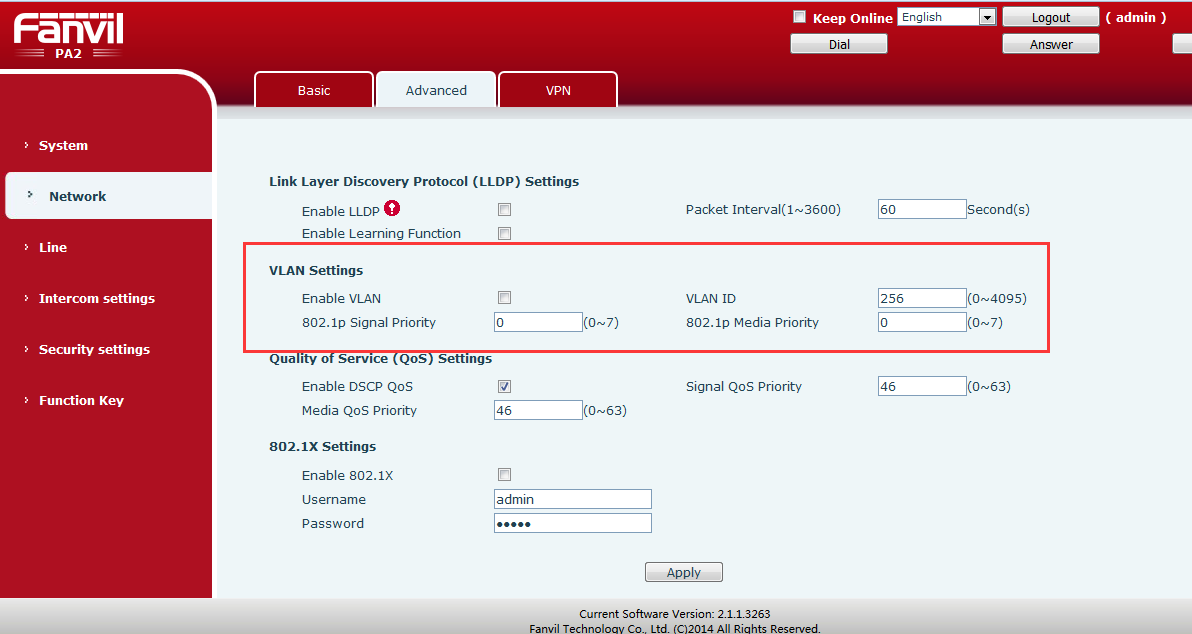 Fanvil
PA2
Keep Online English Logout ( admin )
Dial Answer
Basic Advanced VPN
System
Network
Line
Intercom settings
Security settings
Function Key
Link Layer Discovery Protocol (LLDP) Settings
Enable LLDP Packet Interval(1~3600) 60 Second(s)
Enable Learning Function
VLAN Settings
Enable VLAN VLAN ID 256 (0~4095)
802.1p Signal Priority 0 (0~7) 802.1p Media Priority 0 (0~7)
Quality of Service (QoS) Settings
Enable DSCP QoS Signal QoS Priority 46 (0~63)
Media QoS Priority 46 (0~63)
802.1X Settings
Enable 802.1X
Username admin
Password •••••
Apply
Current Software Version: 2.1.1.3263
Fanvil Technology Co., Ltd. (C)2014 All Rights Reserved.